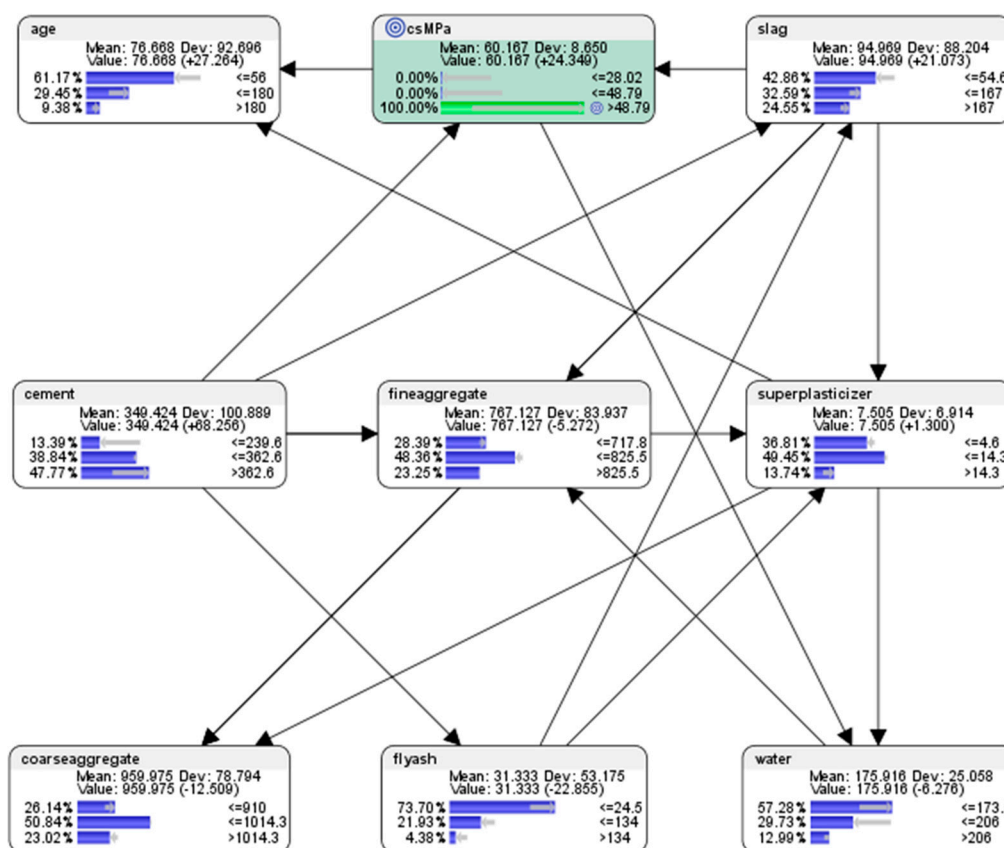 age
Mean: 76.668 Dev: 92.696
Value: 76.668 (+27.264)
61.17% <=56
29.45% <=180
9.38% >180
csMPa
Mean: 60.167 Dev: 8.650
Value: 60.167 (+24.349)
0.00% <=28.02
0.00% <=48.79
100.00% >48.79
slag
Mean: 94.969 Dev: 88.204
Value: 94.969 (+21.073)
42.86% <=54.6
32.59% <=167
24.55% >167
cement
Mean: 349.424 Dev: 100.889
Value: 349.424 (+68.256)
13.39% <=239.6
38.84% <=362.6
47.77% >362.6
fineaggregate
Mean: 767.127 Dev: 83.937
Value: 767.127 (-5.272)
28.39% <=717.8
48.36% <=825.5
23.25% >825.5
superplasticizer
Mean: 7.505 Dev: 6.914
Value: 7.505 (+1.300)
36.81% <=4.6
49.45% <=14.3
13.74% >14.3
coarseaggregate
Mean: 959.975 Dev: 78.794
Value: 959.975 (-12.509)
26.14% <=910
50.84% <=1014.3
23.02% >1014.3
flyash
Mean: 31.333 Dev: 53.175
Value: 31.333 (-22.855)
73.70% <=24.5
21.93% <=134
4.38% >134
water
Mean: 175.916 Dev: 25.058
Value: 175.916 (-6.276)
57.28% <=173.
29.73% <=206
12.99% >206